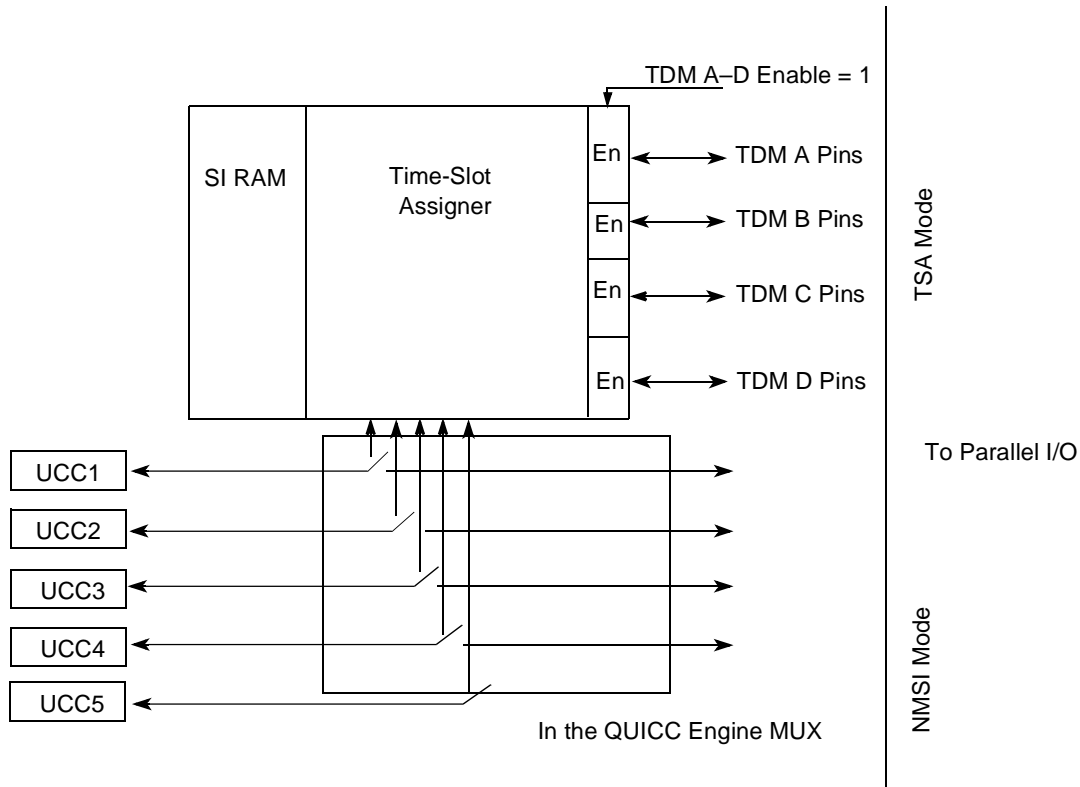 TDM A–D Enable = 1
SI RAM
Time-Slot
Assigner
En
TDM A Pins
En
TDM B Pins
En
TDM C Pins
En
TDM D Pins
TSA Mode
To Parallel I/O
UCC1
UCC2
UCC3
UCC4
UCC5
In the QUICC Engine MUX
NMSI Mode